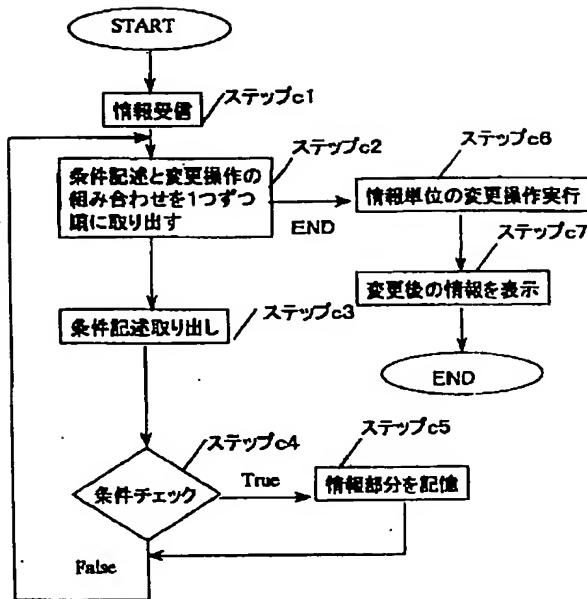 START
ステップc1
情報受信
ステップc2
ステップc6
条件記述と変更操作の
組み合わせを1つずつ
頃に取り出す
END
情報単位の変更操作実行
ステップc7
変更後の情報を表示
条件記述取り出し
ステップc3
END
ステップc4
ステップc5
条件チェック
True
情報部分を記憶
False